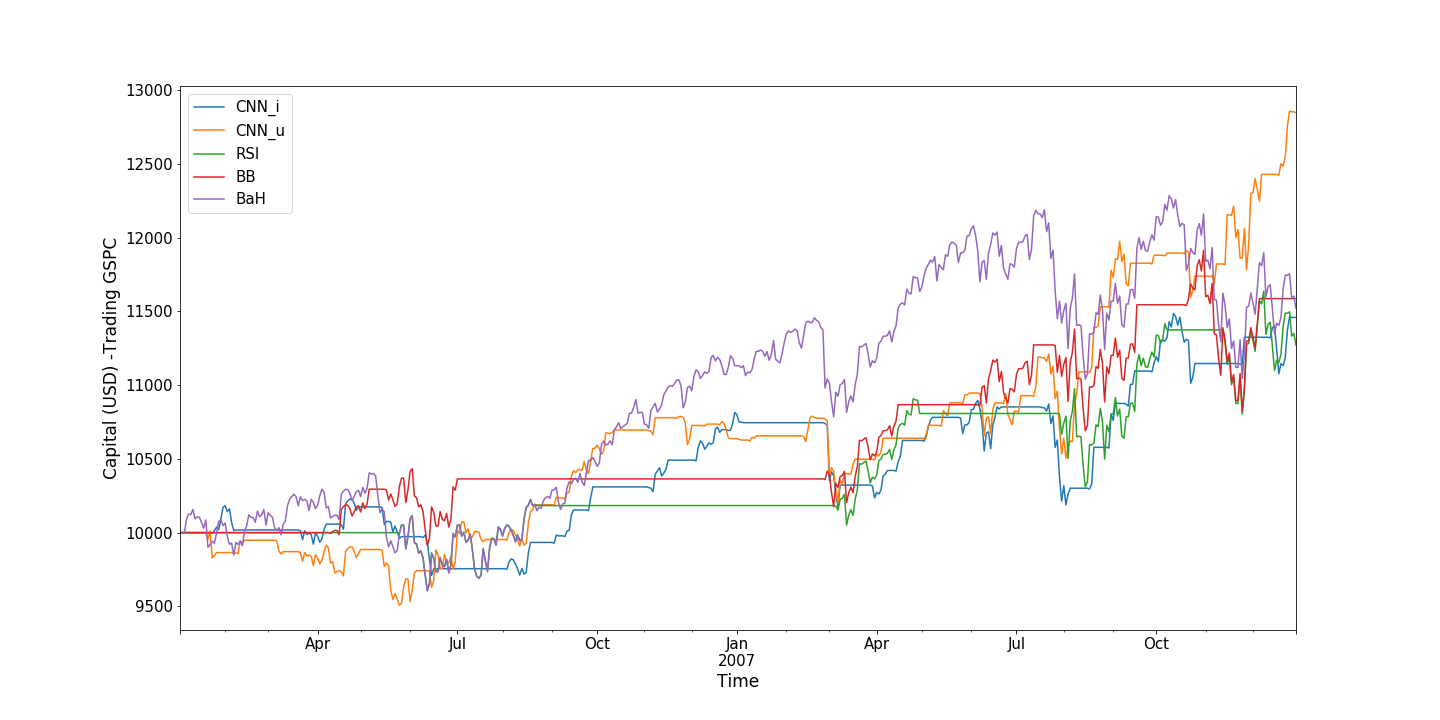 Capital (USD) -Trading GSPC
13000
12500
12000
11500
11000
10500
10000
9500
CNN_i
CNN_u
RSI
BB
BaH
Apr
Jul
Oct
Jan
2007
Apr
Jul
Oct
Time